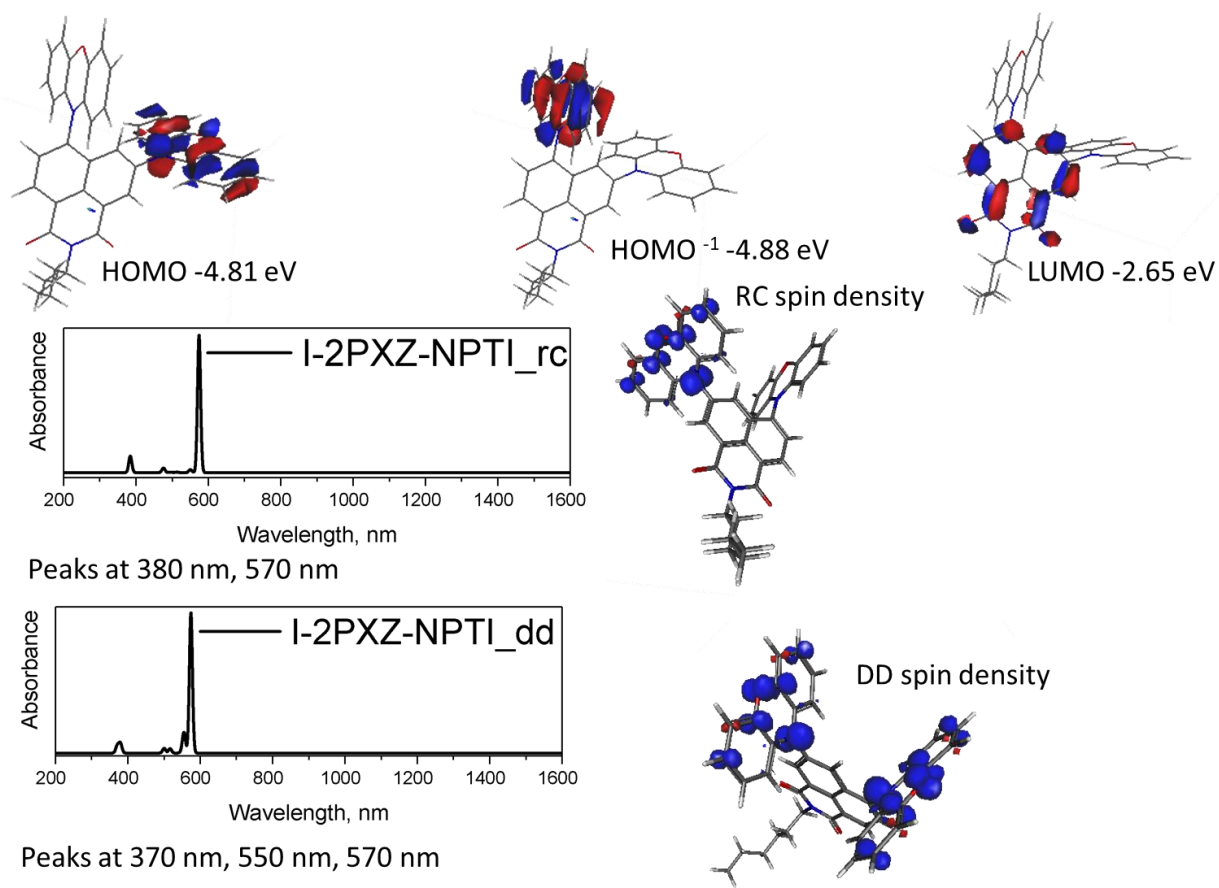 HOMO -4.81 eV
HOMO -1 -4.88 eV
LUMO -2.65 eV
RC spin density
I-2PXZ-NPTI_rc
Absorbance
200 400 600 800 1000 1200 1400 1600
Wavelength, nm
Peaks at 380 nm, 570 nm
I-2PXZ-NPTI_dd
Absorbance
200 400 600 800 1000 1200 1400 1600
Wavelength, nm
DD spin density
Peaks at 370 nm, 550 nm, 570 nm